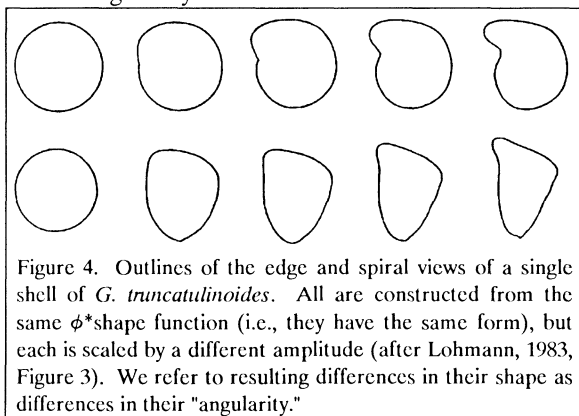 Figure 4. Outlines of the edge and spiral views of a single
shell of G. truncatulinoides. All are constructed from the
same ϕ*shape function (i.e., they have the same form), but
each is scaled by a different amplitude (after Lohmann, 1983,
Figure 3). We refer to resulting differences in their shape as
differences in their "angularity."